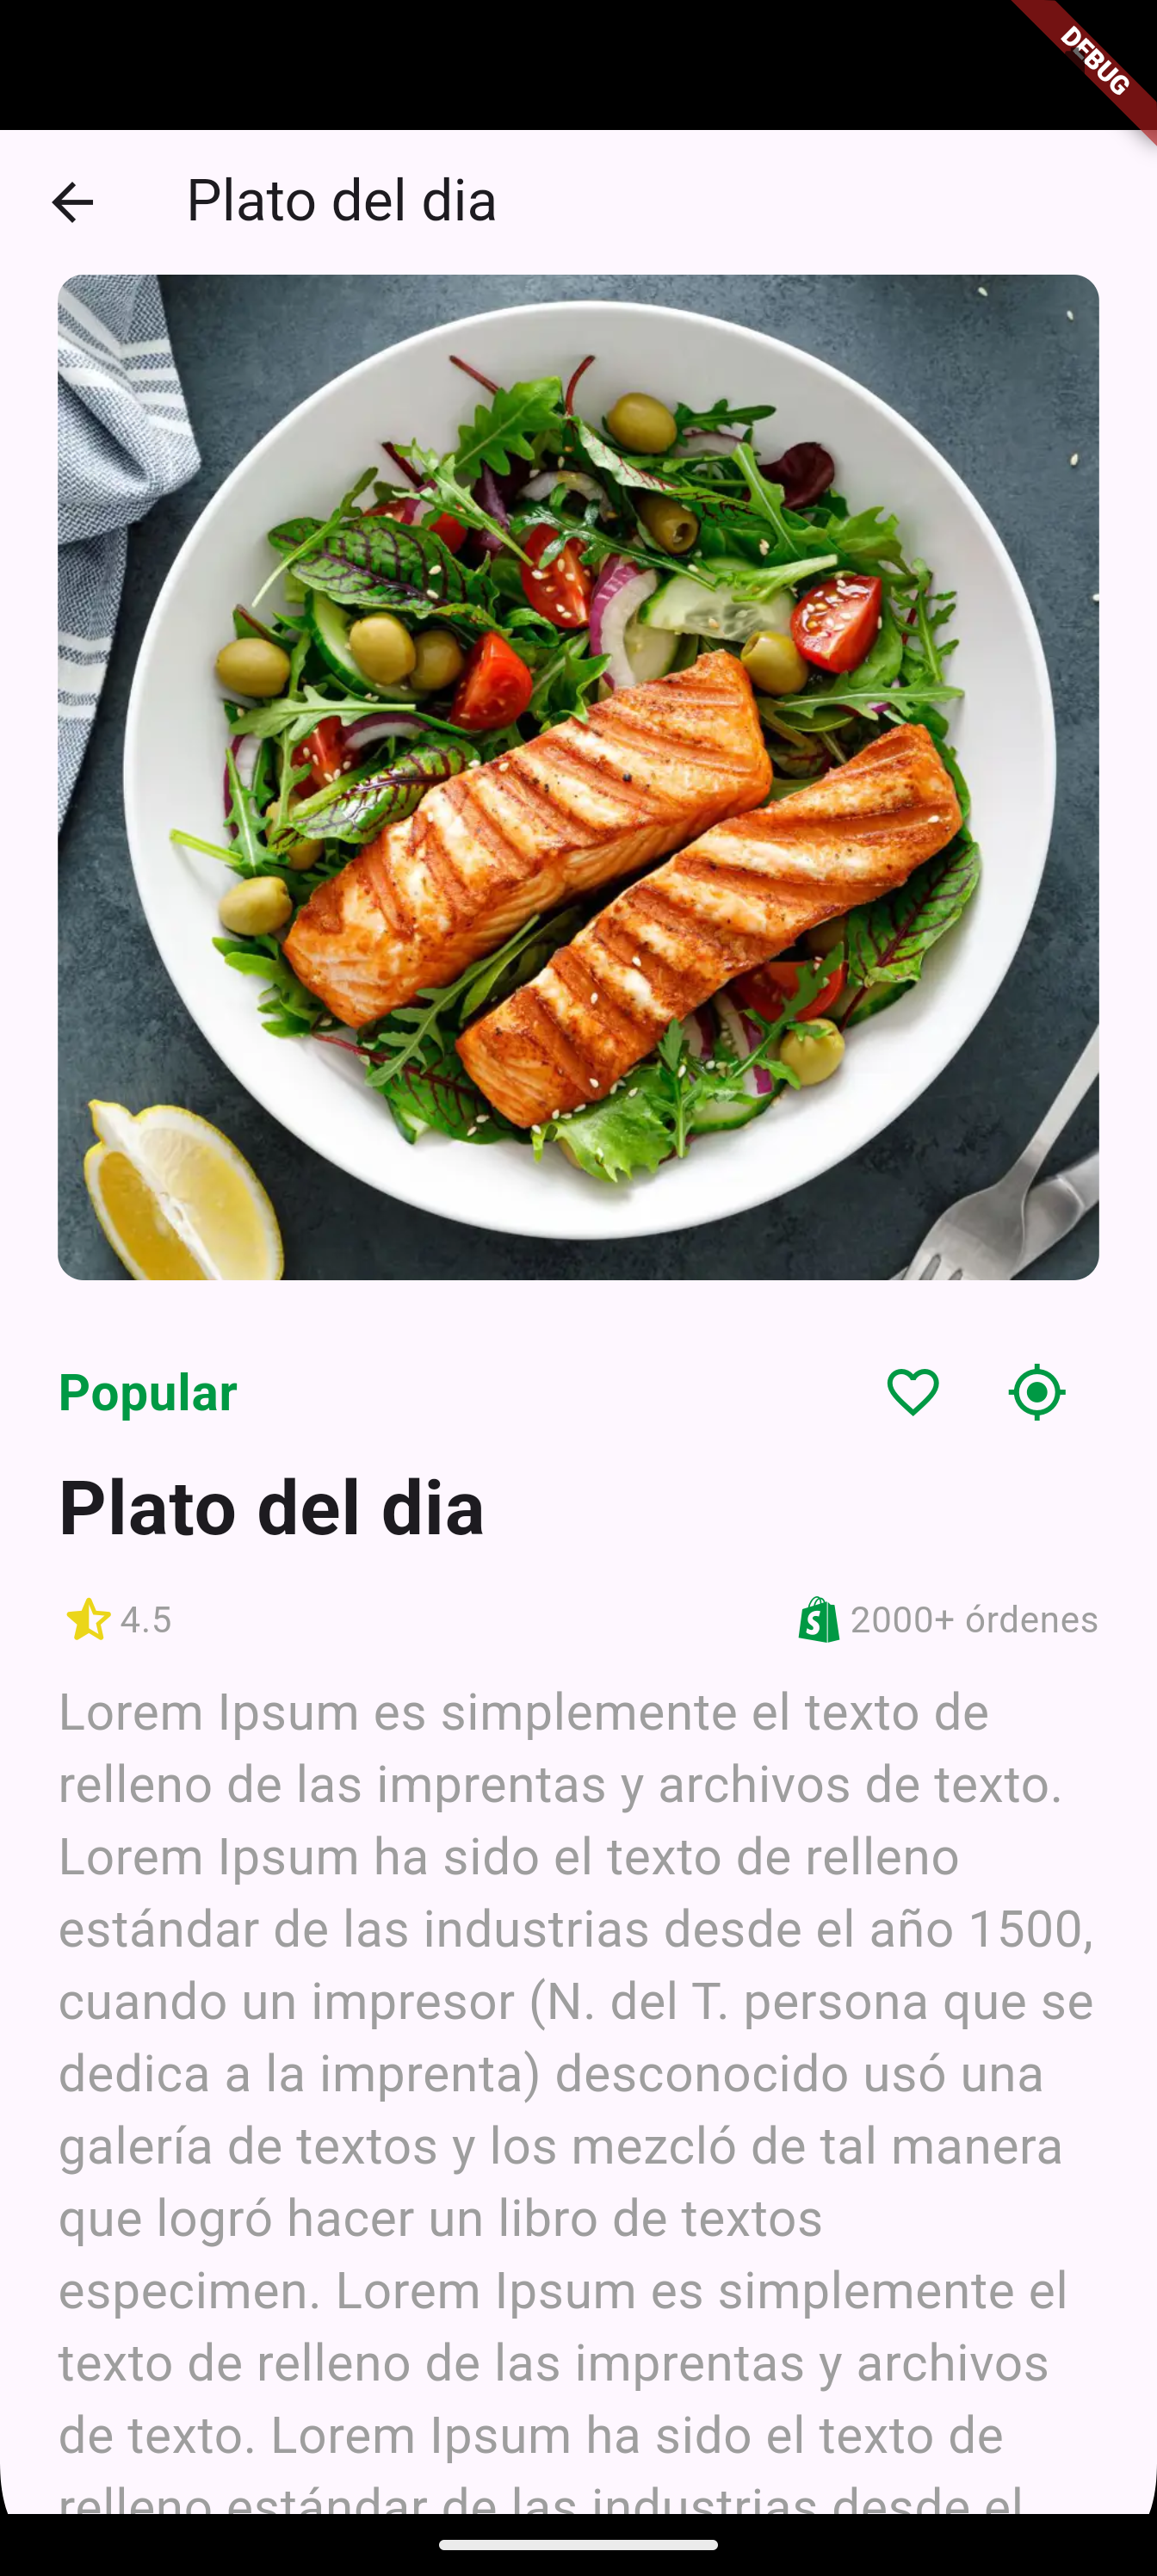 DEBUG
Plato del dia
Popular
Plato del dia
4.5
2000+ órdenes
Lorem Ipsum es simplemente el texto de
relleno de las imprentas y archivos de texto.
Lorem Ipsum ha sido el texto de relleno
estándar de las industrias desde el año 1500,
cuando un impresor (N. del T. persona que se
dedica a la imprenta) desconocido usó una
galería de textos y los mezcló de tal manera
que logró hacer un libro de textos
especimen. Lorem Ipsum es simplemente el
texto de relleno de las imprentas y archivos
de texto. Lorem Ipsum ha sido el texto de
relleno estándar de las industrias desde el